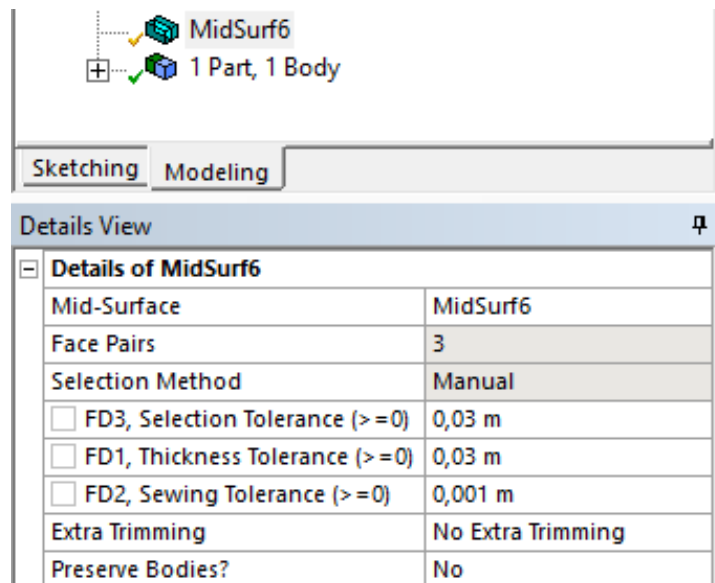 MidSurf6
1 Part, 1 Body
Sketching Modeling
Details View
Details of MidSurf6
Mid-Surface MidSurf6
Face Pairs 3
Selection Method Manual
FD3, Selection Tolerance (>=0) 0,03 m
FD1, Thickness Tolerance (>=0) 0,03 m
FD2, Sewing Tolerance (>=0) 0,001 m
Extra Trimming No Extra Trimming
Preserve Bodies? No